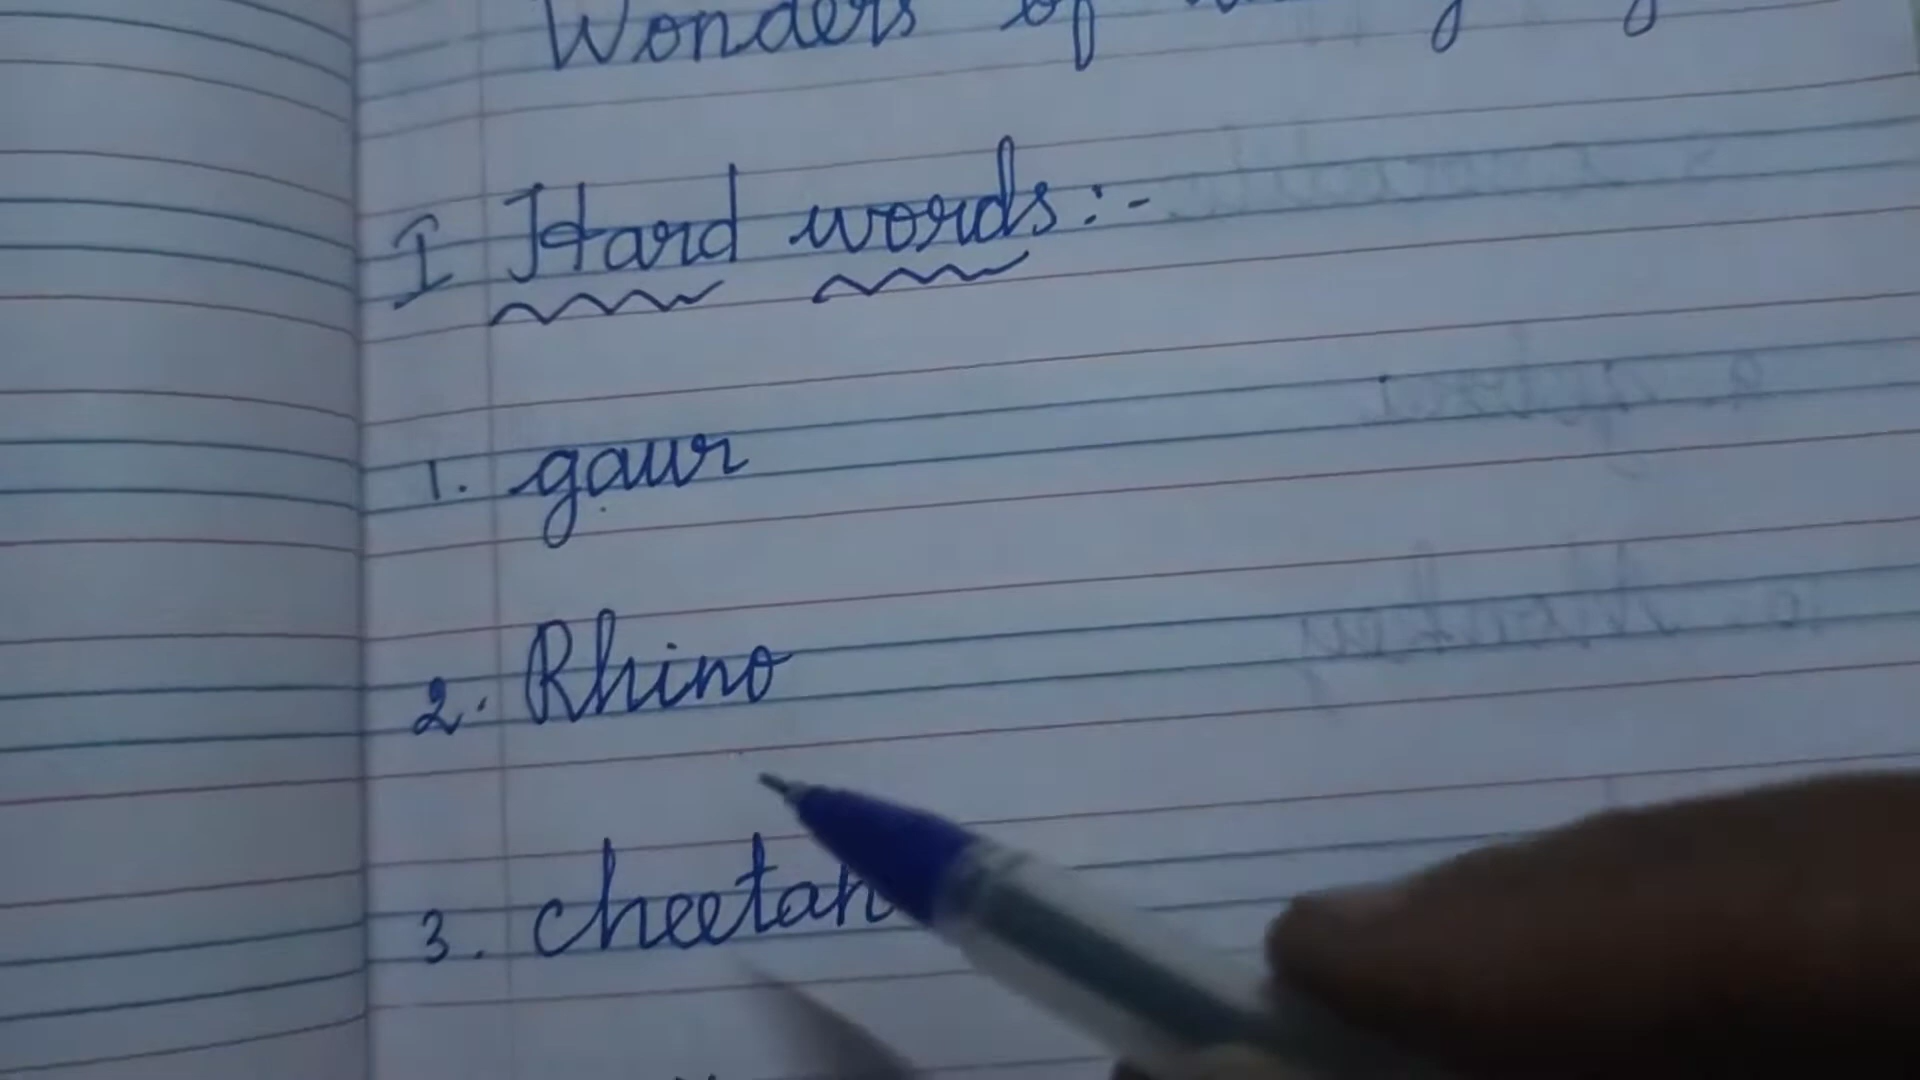 Wonders of
I Hard words:-
1. gaur
2. Rhino
3. cheetah